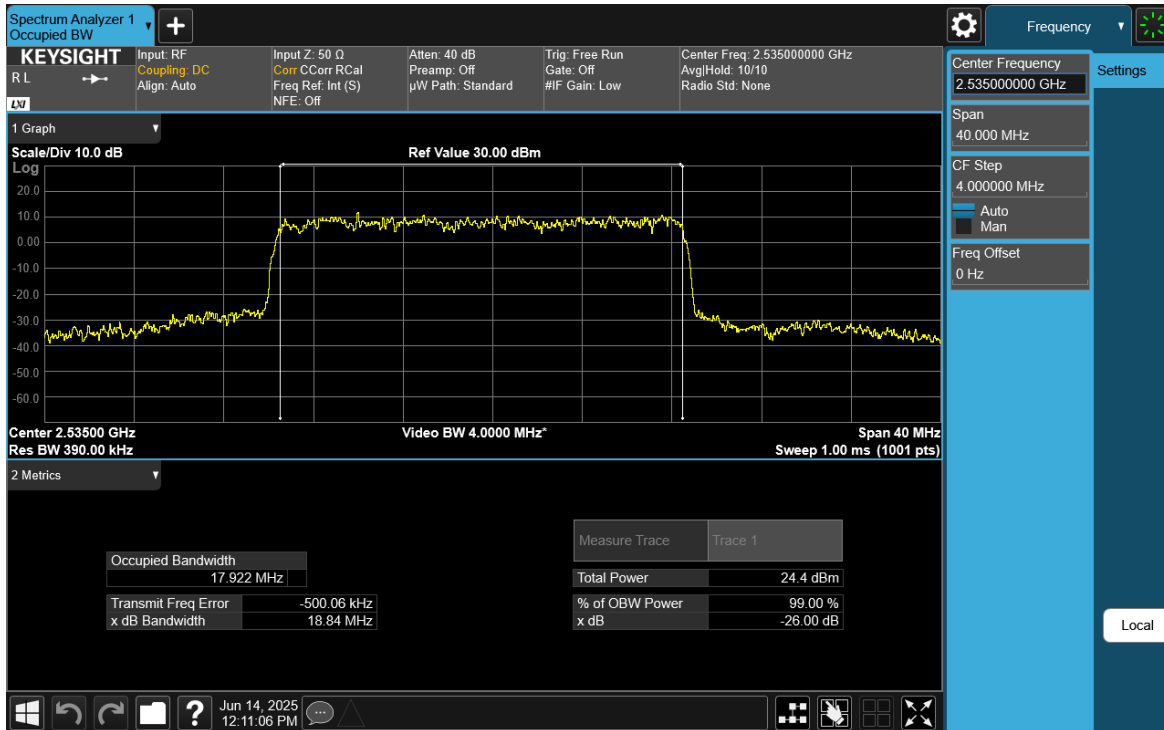 Spectrum Analyzer 1
Occupied BW
Frequency
KEYSIGHT
R L
LXI
Input: RF
Coupling: DC
Align: Auto
Input Z: 50 Ω
Corr CCorr RCal
Freq Ref: Int (S)
NFE: Off
Atten: 40 dB
Preamp: Off
µW Path: Standard
Trig: Free Run
Gate: Off
#IF Gain: Low
Center Freq: 2.535000000 GHz
Avg|Hold: 10/10
Radio Std: None
Center Frequency
2.535000000 GHz
Settings
Span
40.000 MHz
CF Step
4.000000 MHz
Auto
Man
Freq Offset
0 Hz
1 Graph
Scale/Div 10.0 dB
Ref Value 30.00 dBm
Log
20.0
10.0
0.00
-10.0
-20.0
-30.0
-40.0
-50.0
-60.0
Center 2.53500 GHz
Video BW 4.0000 MHz*
Span 40 MHz
Res BW 390.00 kHz
Sweep 1.00 ms (1001 pts)
2 Metrics
Measure Trace
Trace 1
Occupied Bandwidth
17.922 MHz
Total Power
24.4 dBm
Transmit Freq Error
-500.06 kHz
% of OBW Power
99.00 %
x dB Bandwidth
18.84 MHz
x dB
-26.00 dB
Local
?
Jun 14, 2025
12:11:06 PM